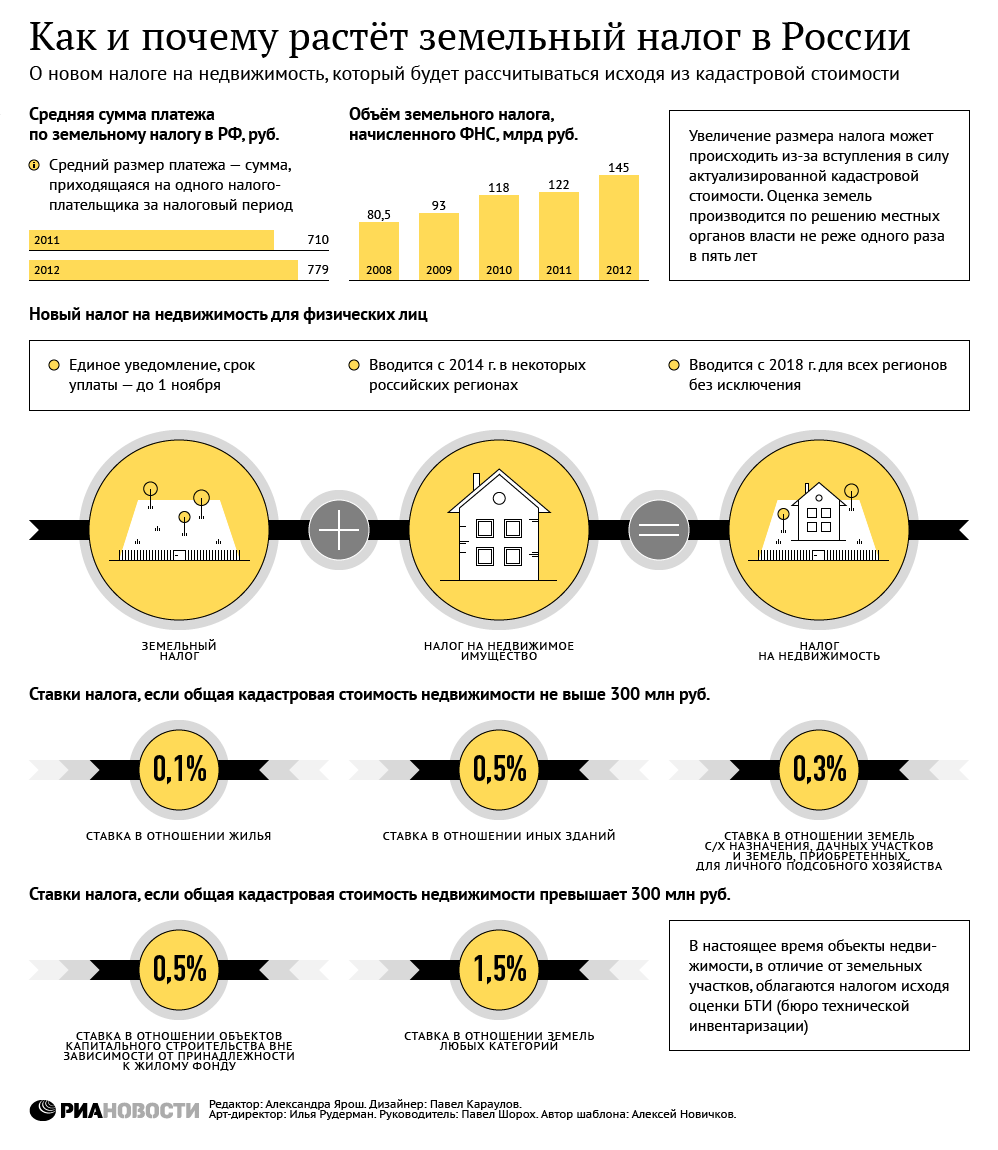 Как и почему растёт земельный налог в России
О новом налоге на недвижимость, который будет рассчитываться исходя из кадастровой стоимости
Средняя сумма платежа
по земельному налогу в РФ, руб.
Средний размер платежа — сумма,
приходящаяся на одного налого-
плательщика за налоговый период
2011 710
2012 779
Объём земельного налога,
начисленного ФНС, млрд руб.
80,5 93 118 122 145
2008 2009 2010 2011 2012
Увеличение размера налога может
происходить из-за вступления в силу
актуализированной кадастровой
стоимости. Оценка земель
производится по решению местных
органов власти не реже одного раза
в пять лет
Новый налог на недвижимость для физических лиц
Единое уведомление, срок
уплаты — до 1 ноября
Вводится с 2014 г. в некоторых
российских регионах
Вводится с 2018 г. для всех регионов
без исключения
ЗЕМЕЛЬНЫЙ
НАЛОГ
НАЛОГ НА НЕДВИЖИМОЕ
ИМУЩЕСТВО
НАЛОГ
НА НЕДВИЖИМОСТЬ
Ставки налога, если общая кадастровая стоимость недвижимости не выше 300 млн руб.
0,1%
СТАВКА В ОТНОШЕНИИ ЖИЛЬЯ
0,5%
СТАВКА В ОТНОШЕНИИ ИНЫХ ЗДАНИЙ
0,3%
СТАВКА В ОТНОШЕНИИ ЗЕМЕЛЬ
С/Х НАЗНАЧЕНИЯ, ДАЧНЫХ УЧАСТКОВ
И ЗЕМЕЛЬ, ПРИОБРЕТЕННЫХ
ДЛЯ ЛИЧНОГО ПОДСОБНОГО ХОЗЯЙСТВА
Ставки налога, если общая кадастровая стоимость недвижимости превышает 300 млн руб.
0,5%
СТАВКА В ОТНОШЕНИИ ОБЪЕКТОВ
КАПИТАЛЬНОГО СТРОИТЕЛЬСТВА ВНЕ
ЗАВИСИМОСТИ ОТ ПРИНАДЛЕЖНОСТИ
К ЖИЛОМУ ФОНДУ
1,5%
СТАВКА В ОТНОШЕНИИ ЗЕМЕЛЬ
ЛЮБЫХ КАТЕГОРИЙ
В настоящее время объекты недви-
жимости, в отличие от земельных
участков, облагаются налогом исходя
оценки БТИ (бюро технической
инвентаризации)
РИАНОВОСТИ
Редактор: Александра Ярош. Дизайнер: Павел Караулов.
Арт-директор: Илья Рудерман. Руководитель: Павел Шорох. Автор шаблона: Алексей Новичков.